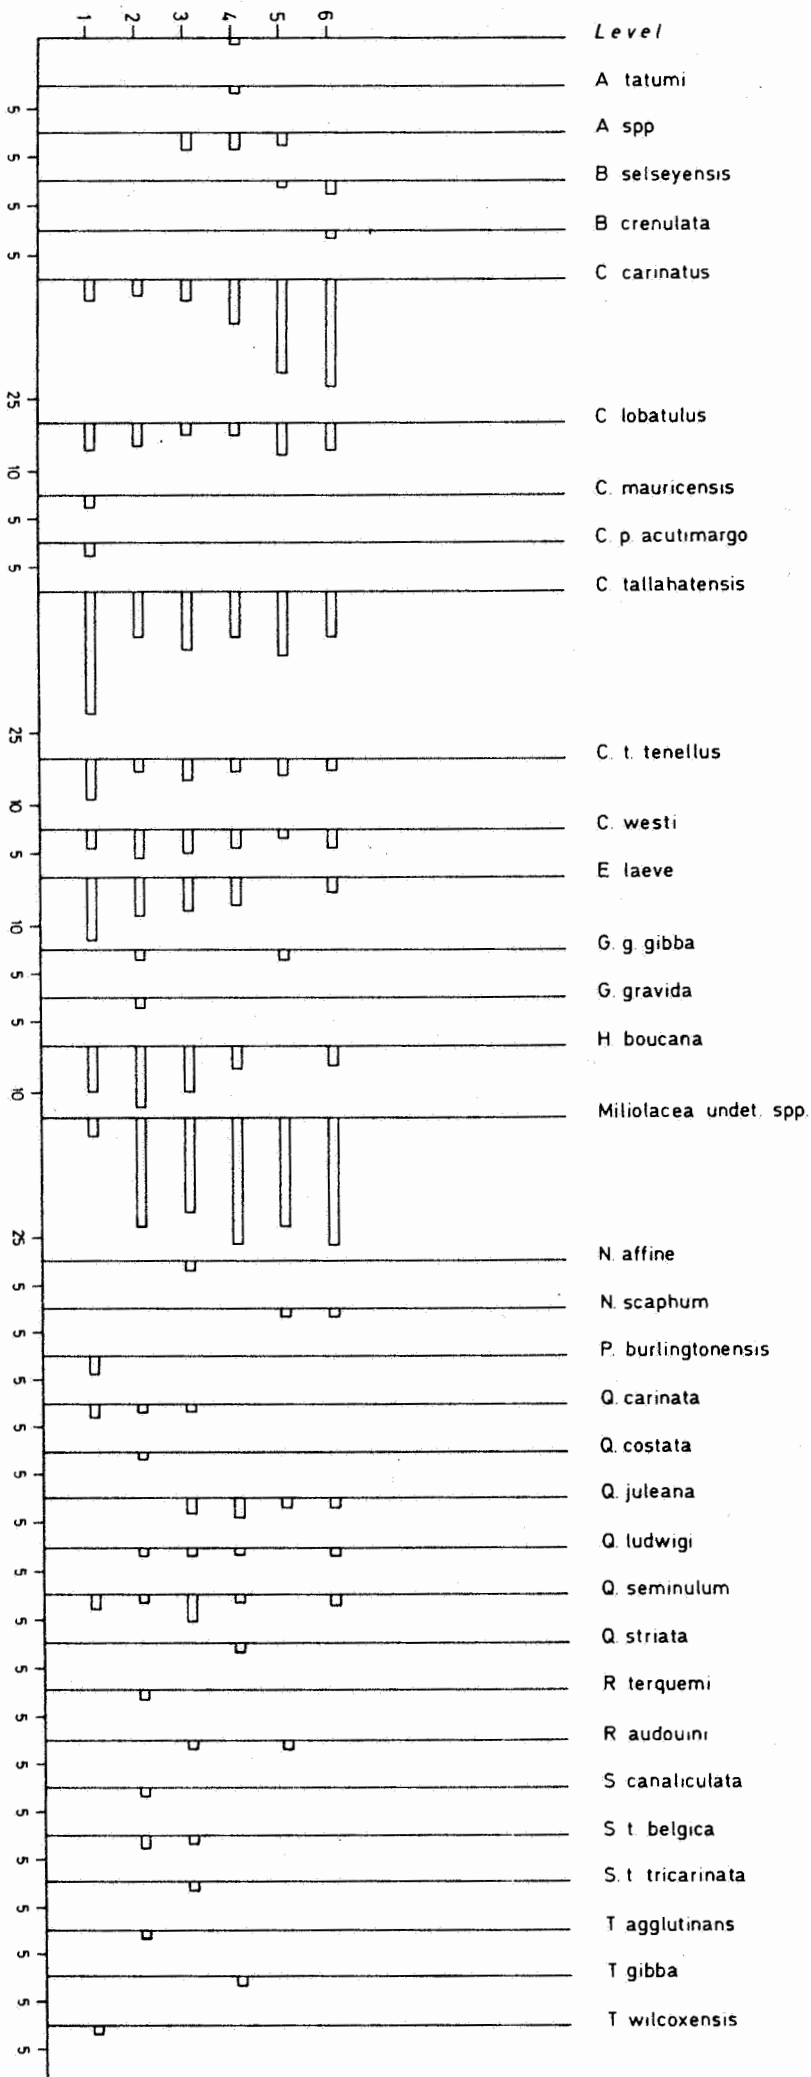 1 2 3 4 5 6 Level
A tatumi
5
A spp
5
B selseyensis
5
B crenulata
5
C carinatus
25
C lobatulus
10
C. mauricensis
5
C. p. acutimargo
5
C tallahatensis
25
C. t. tenellus
10
C. westi
5
E laeve
10
G. g. gibba
5
G. gravida
5
H boucana
10
Miliolacea undet. spp.
25
N. affine
5
N. scaphum
5
P. burlingtonensis
5
Q. carinata
5
Q. costata
5
Q. juleana
5
Q. ludwigi
5
Q. seminulum
5
Q. striata
5
R terquemi
5
R audouini
5
S canaliculata
5
S t. belgica
5
S. t tricarinata
5
T agglutinans
5
T gibba
5
T wilcoxensis
5